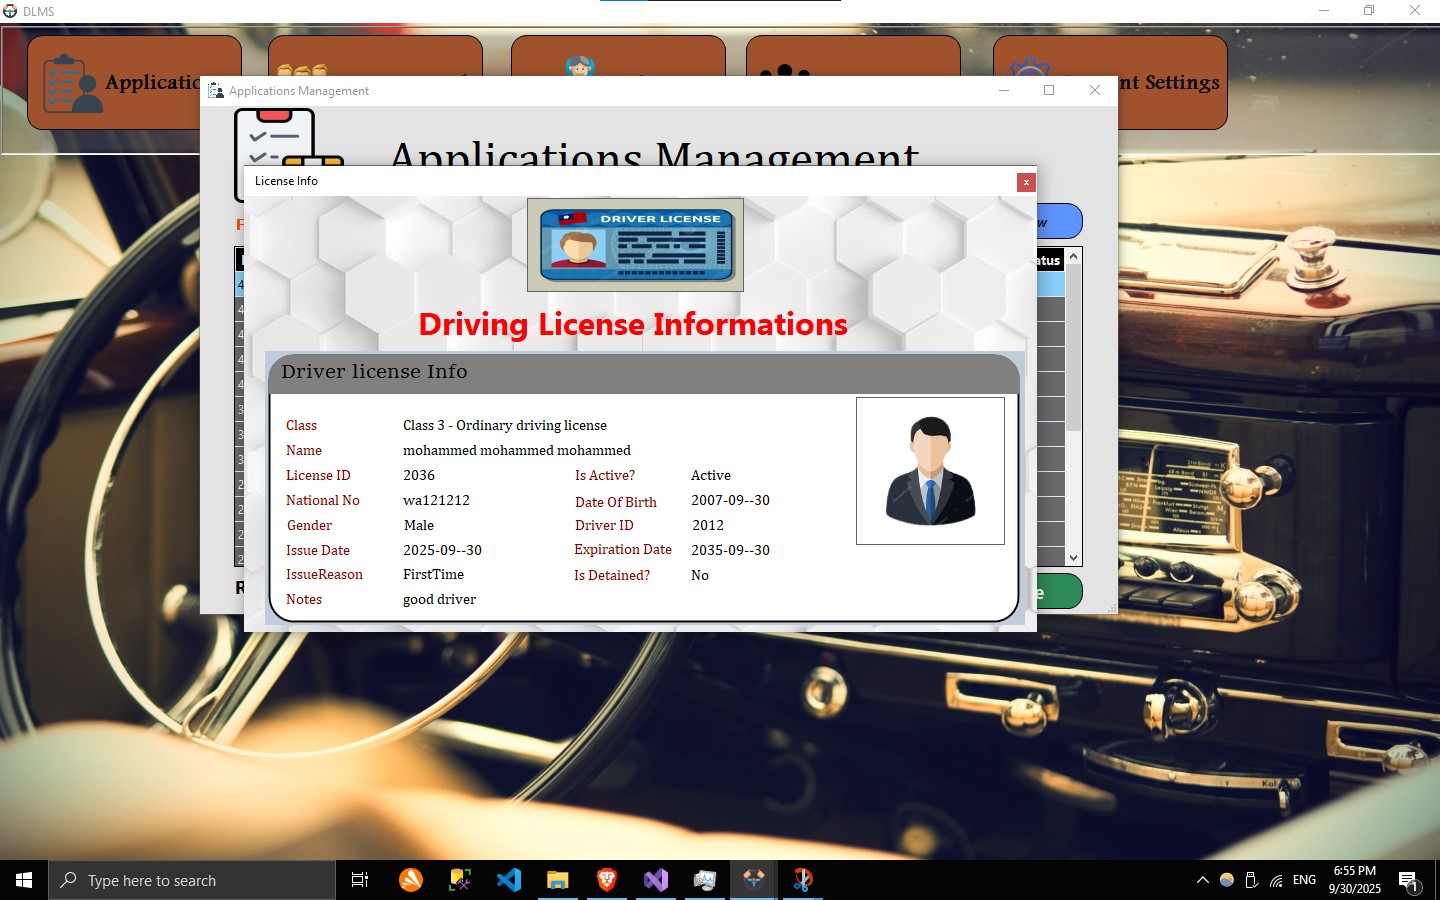 DLMS
Applicatio
nt Settings
Applications Management
Applications Management
License Info
x
DRIVER LICENSE
Driving License Informations
atus
Driver license Info
Class Class 3 - Ordinary driving license
Name mohammed mohammed mohammed
License ID 2036 Is Active? Active
National No wa121212 Date Of Birth 2007-09--30
Gender Male Driver ID 2012
Issue Date 2025-09--30 Expiration Date 2035-09--30
IssueReason FirstTime Is Detained? No
Notes good driver
Type here to search
ENG
6:55 PM
9/30/2025
1